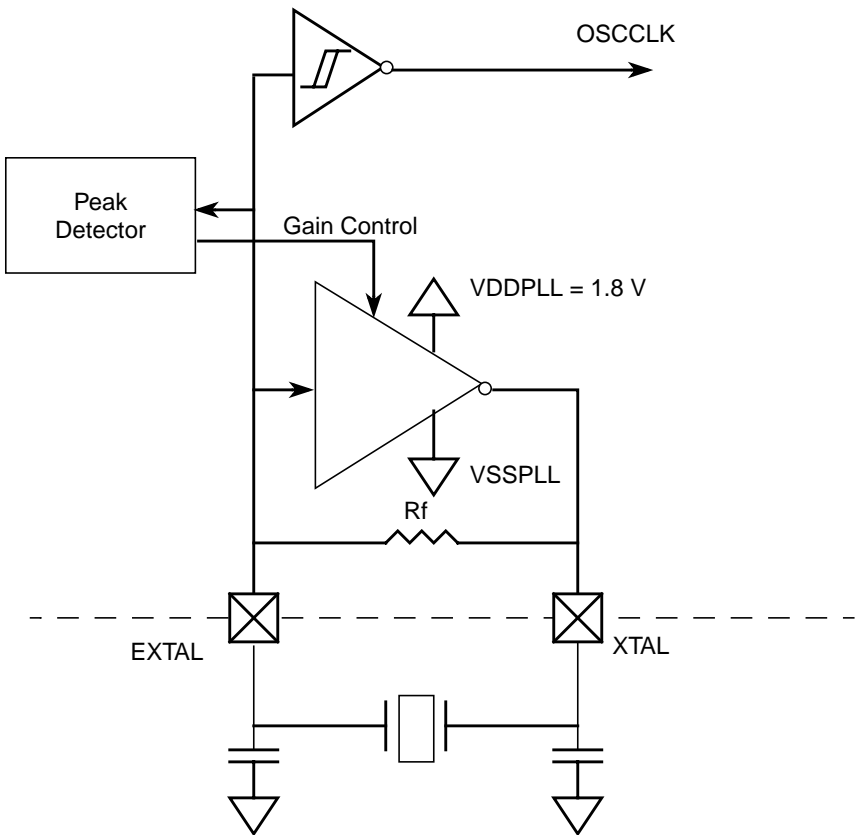 OSCCLK
Peak
Detector
Gain Control
VDDPLL = 1.8 V
VSSPLL
Rf
EXTAL
XTAL